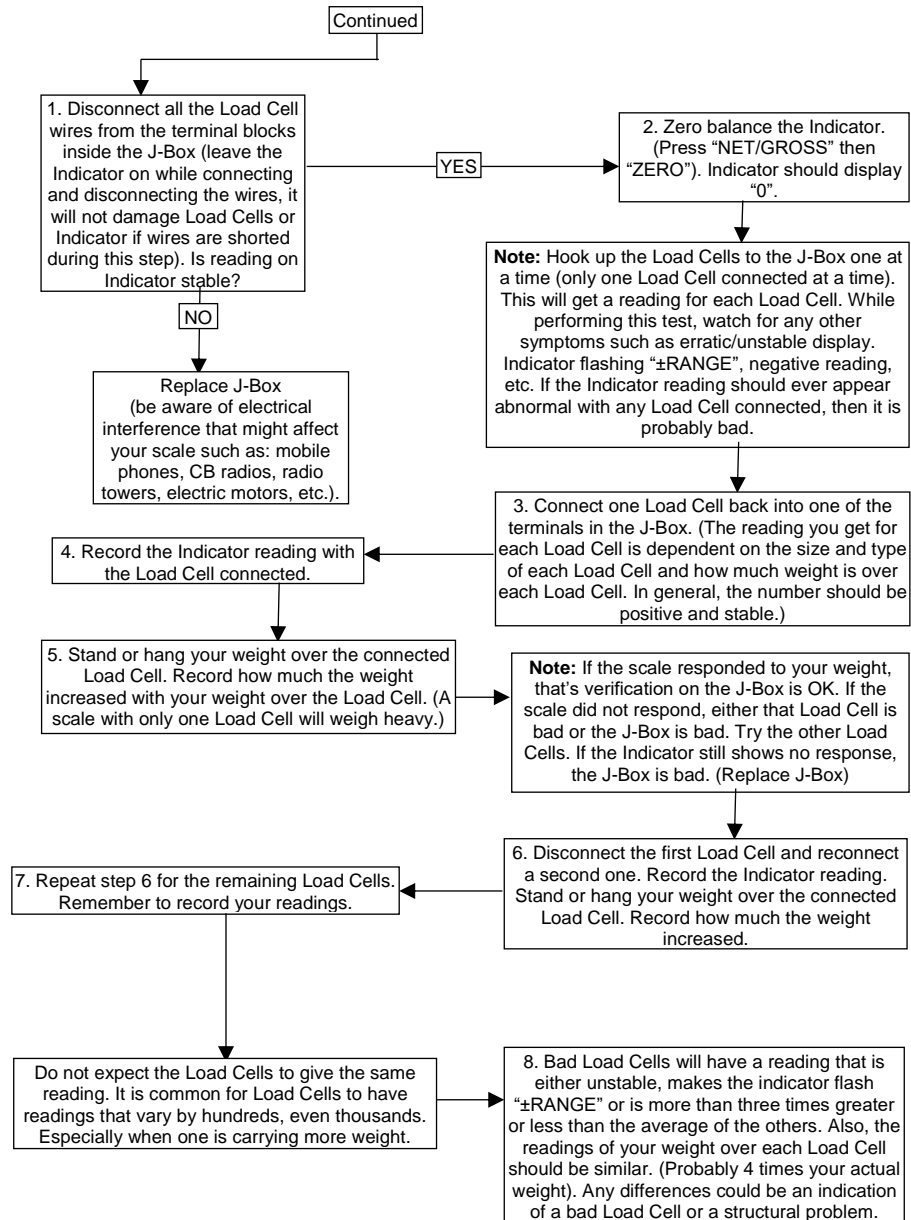 Continued
1. Disconnect all the Load Cell
wires from the terminal blocks
inside the J-Box (leave the
Indicator on while connecting
and disconnecting the wires, it
will not damage Load Cells or
Indicator if wires are shorted
during this step). Is reading on
Indicator stable?
YES
2. Zero balance the Indicator.
(Press “NET/GROSS” then
“ZERO”). Indicator should display
“0”.
NO
Replace J-Box
(be aware of electrical
interference that might affect
your scale such as: mobile
phones, CB radios, radio
towers, electric motors, etc.).
Note: Hook up the Load Cells to the J-Box one at
a time (only one Load Cell connected at a time).
This will get a reading for each Load Cell. While
performing this test, watch for any other
symptoms such as erratic/unstable display.
Indicator flashing “±RANGE”, negative reading,
etc. If the Indicator reading should ever appear
abnormal with any Load Cell connected, then it is
probably bad.
3. Connect one Load Cell back into one of the
terminals in the J-Box. (The reading you get for
each Load Cell is dependent on the size and type
of each Load Cell and how much weight is over
each Load Cell. In general, the number should be
positive and stable.)
4. Record the Indicator reading with
the Load Cell connected.
5. Stand or hang your weight over the connected
Load Cell. Record how much the weight
increased with your weight over the Load Cell. (A
scale with only one Load Cell will weigh heavy.)
Note: If the scale responded to your weight,
that’s verification on the J-Box is OK. If the
scale did not respond, either that Load Cell is
bad or the J-Box is bad. Try the other Load
Cells. If the Indicator still shows no response,
the J-Box is bad. (Replace J-Box)
6. Disconnect the first Load Cell and reconnect
a second one. Record the Indicator reading.
Stand or hang your weight over the connected
Load Cell. Record how much the weight
increased.
7. Repeat step 6 for the remaining Load Cells.
Remember to record your readings.
Do not expect the Load Cells to give the same
reading. It is common for Load Cells to have
readings that vary by hundreds, even thousands.
Especially when one is carrying more weight.
8. Bad Load Cells will have a reading that is
either unstable, makes the indicator flash
“±RANGE” or is more than three times greater
or less than the average of the others. Also, the
readings of your weight over each Load Cell
should be similar. (Probably 4 times your actual
weight). Any differences could be an indication
of a bad Load Cell or a structural problem.